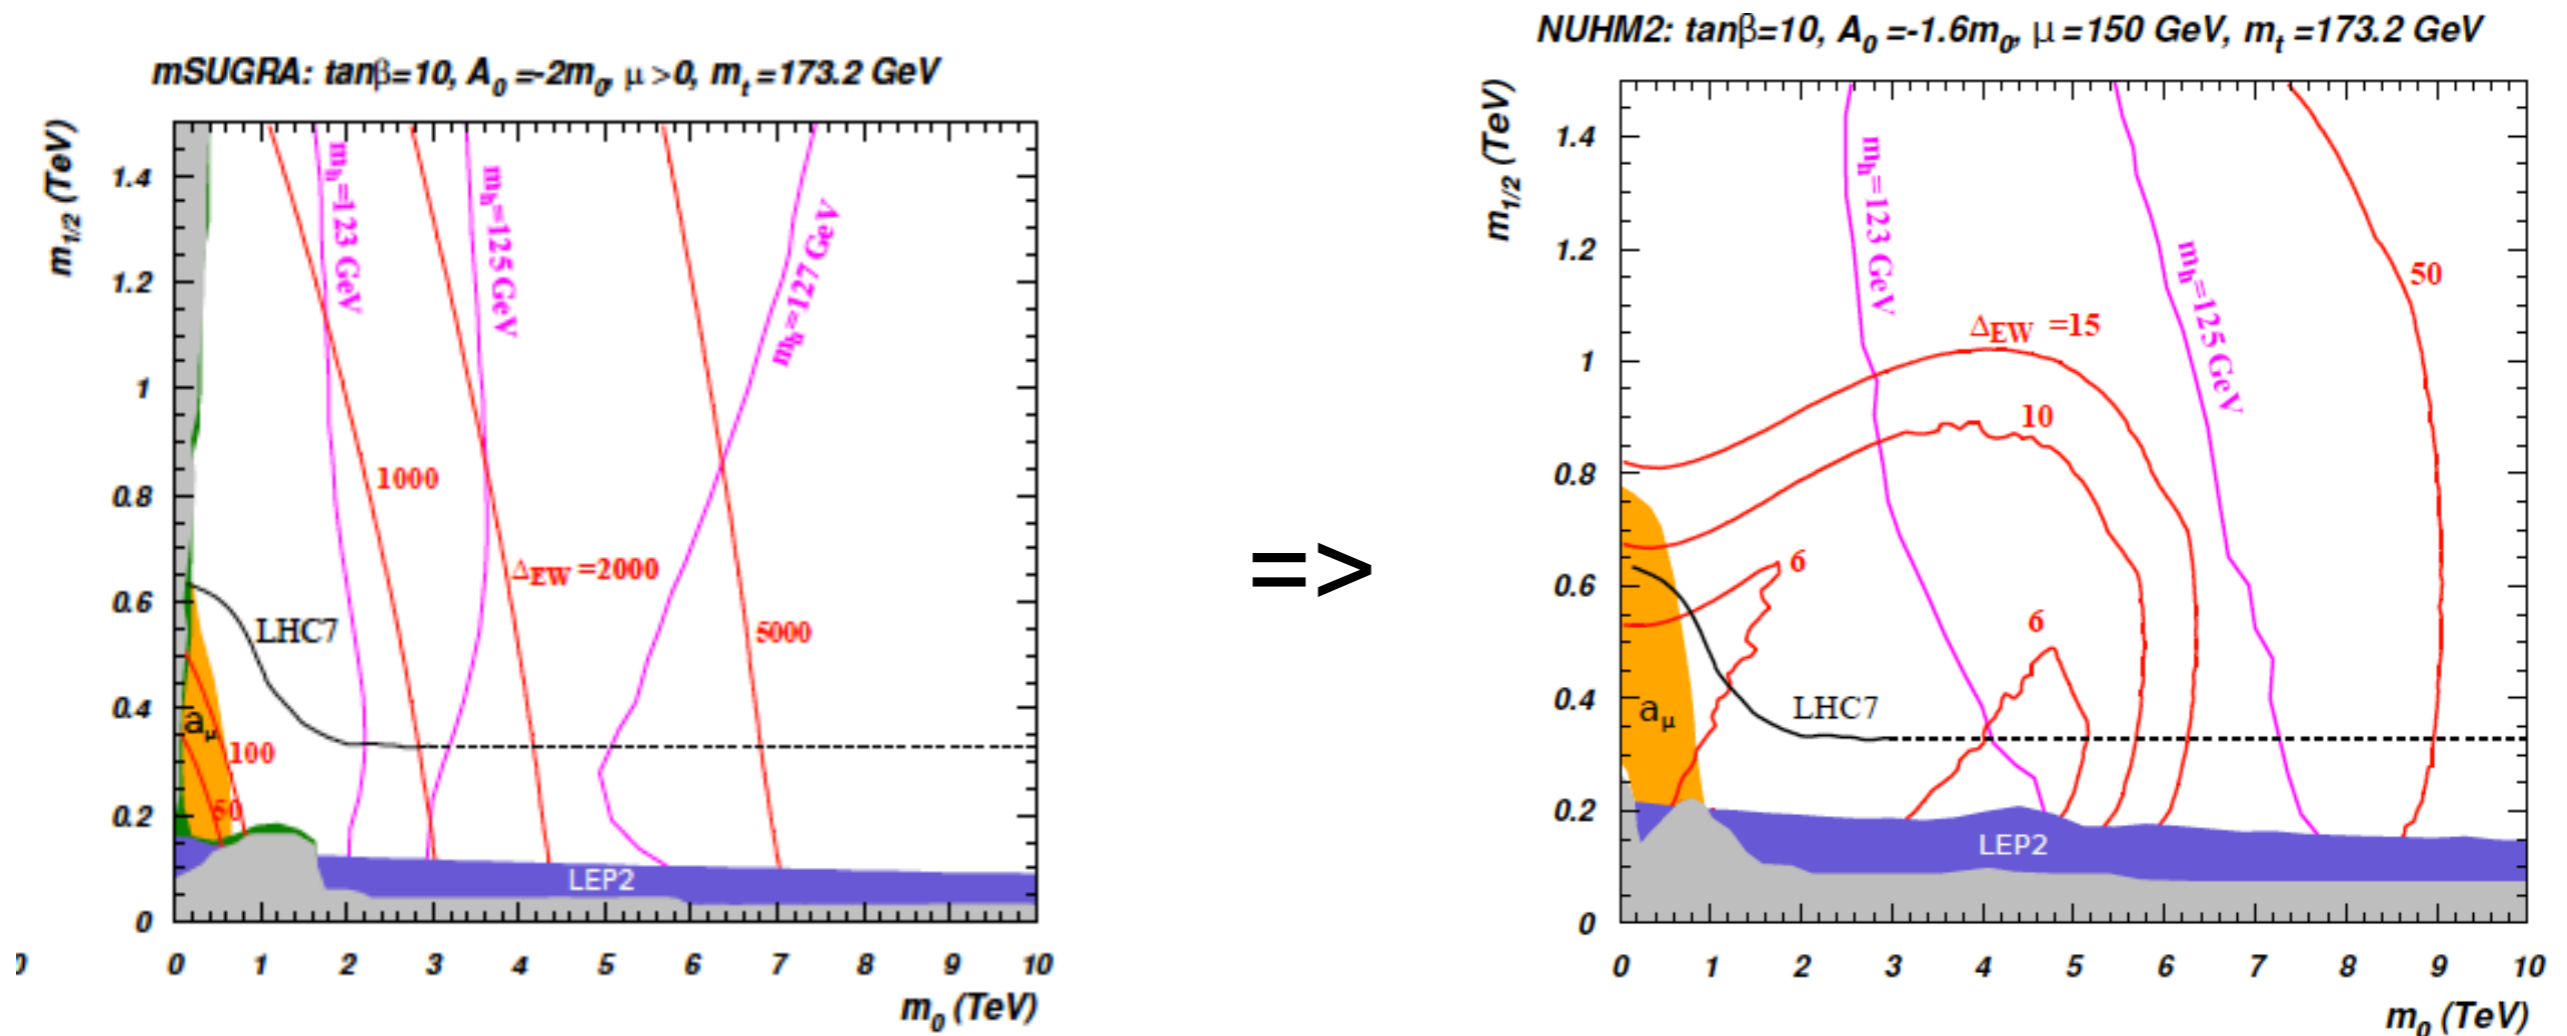 mSUGRA: tanβ=10, A0 =-2m0, μ >0, mt =173.2 GeV
m1/2 (TeV)
1.4
1.2
1
0.8
0.6
0.4
0.2
0
mh=123 GeV
mh=125 GeV
mh=127 GeV
1000
ΔEW =2000
5000
LHC7
aμ
100
50
LEP2
0 1 2 3 4 5 6 7 8 9 10
m0 (TeV)
=>
NUHM2: tanβ=10, A0 =-1.6m0, μ =150 GeV, mt =173.2 GeV
m1/2 (TeV)
1.4
1.2
1
0.8
0.6
0.4
0.2
0
mh=123 GeV
mh=125 GeV
50
ΔEW =15
10
6
6
LHC7
aμ
LEP2
0 1 2 3 4 5 6 7 8 9 10
m0 (TeV)